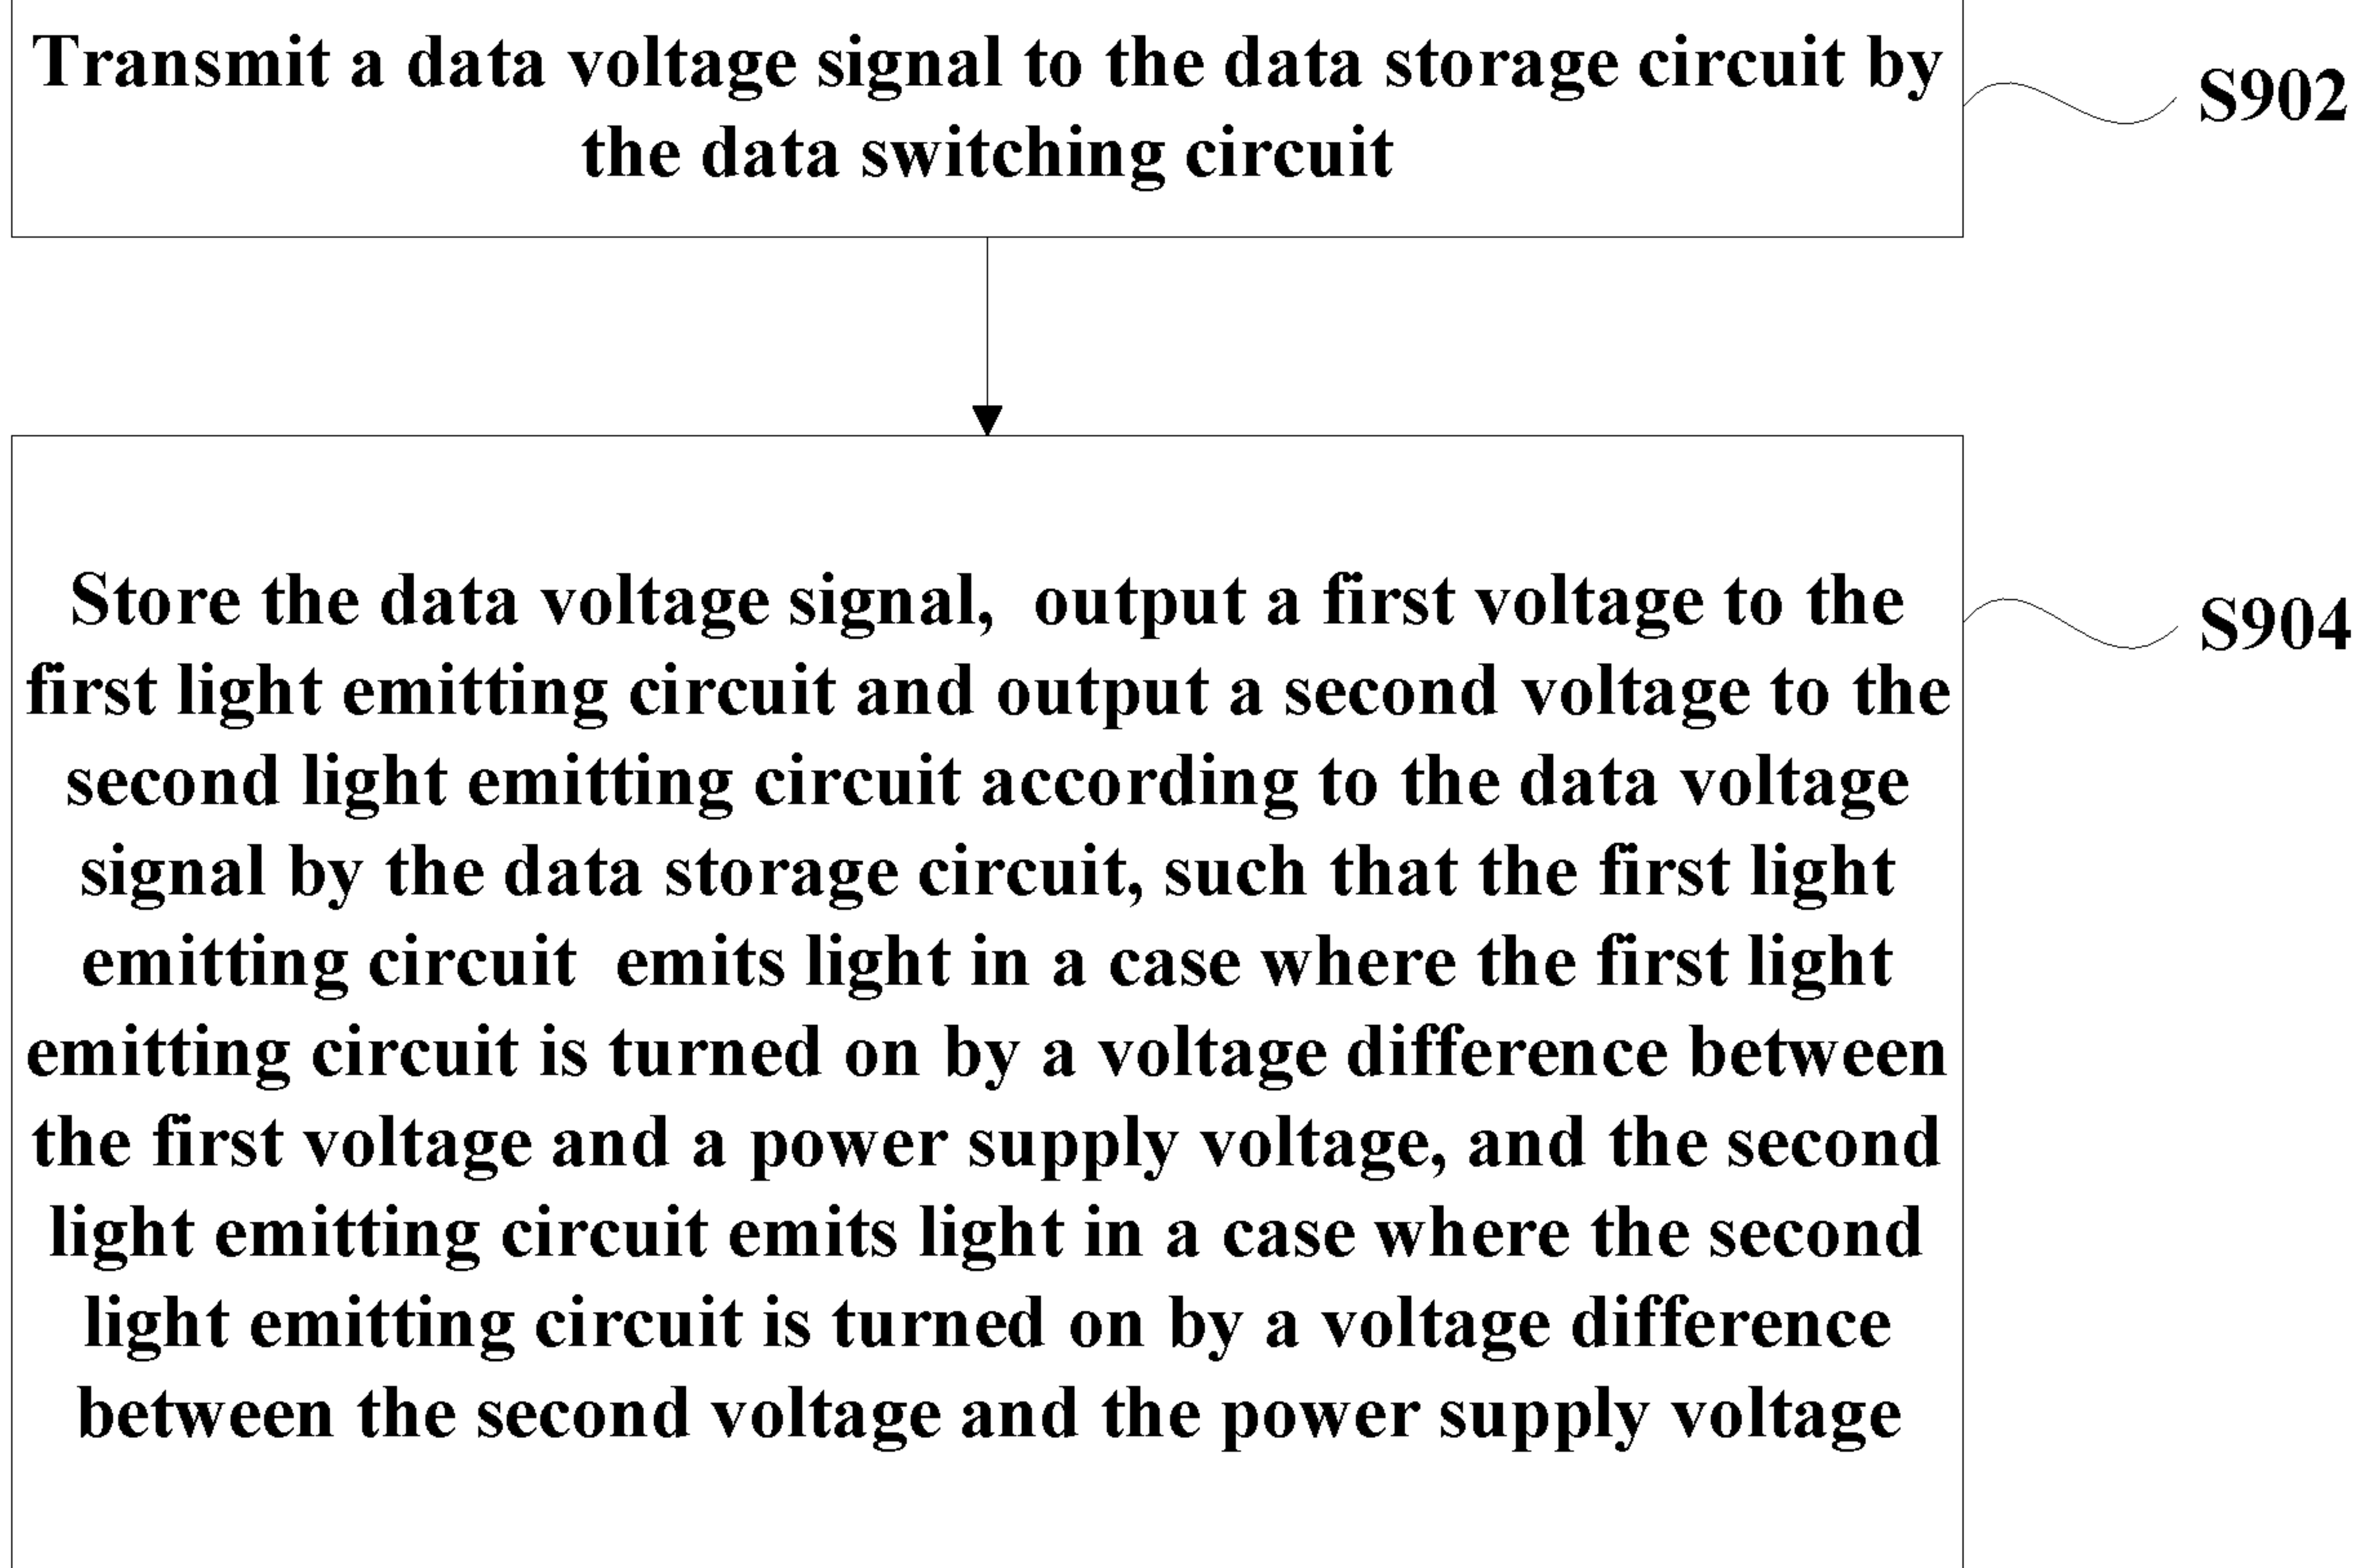 Transmit a data voltage signal to the data storage circuit by
the data switching circuit
S902
Store the data voltage signal, output a first voltage to the
first light emitting circuit and output a second voltage to the
second light emitting circuit according to the data voltage
signal by the data storage circuit, such that the first light
emitting circuit emits light in a case where the first light
emitting circuit is turned on by a voltage difference between
the first voltage and a power supply voltage, and the second
light emitting circuit emits light in a case where the second
light emitting circuit is turned on by a voltage difference
between the second voltage and the power supply voltage
S904